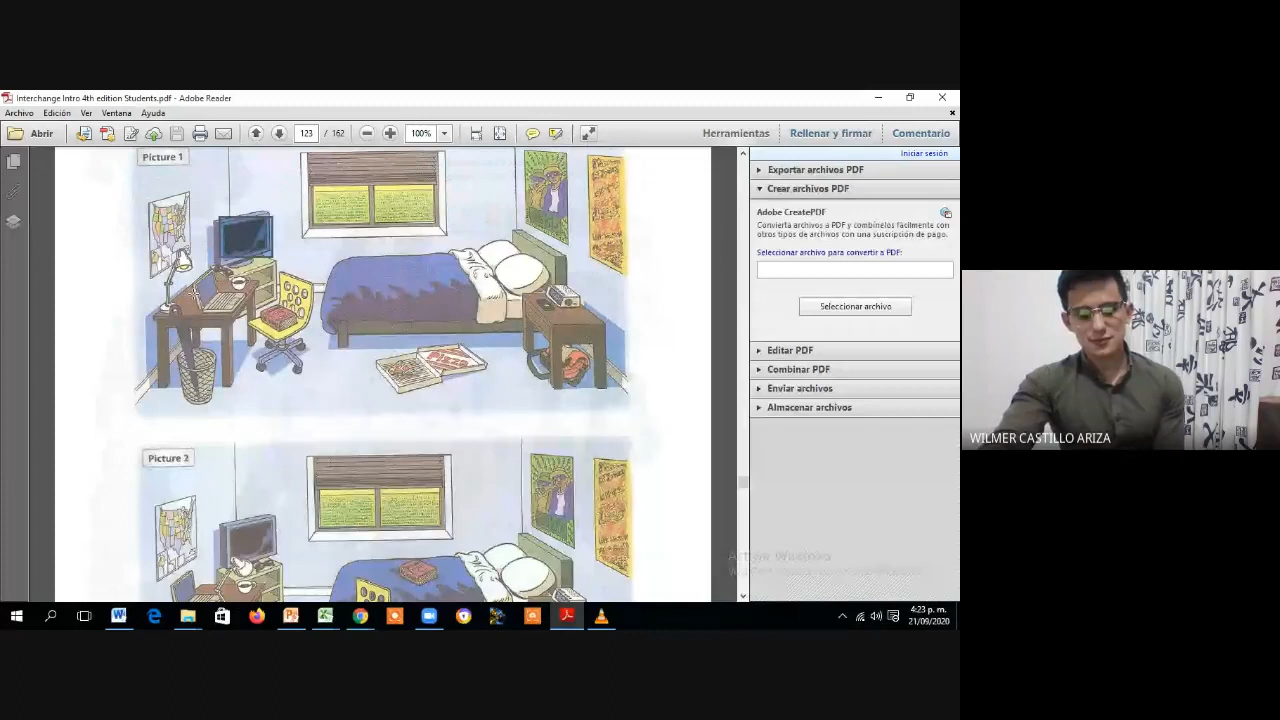 Interchange Intro 4th edition Students.pdf - Adobe Reader
Archivo Edición Ver Ventana Ayuda
Abrir 123 / 162 100% Herramientas Rellenar y firmar Comentario
Iniciar sesión
Exportar archivos PDF
Crear archivos PDF
Adobe CreatePDF
Convierta archivos a PDF y combínelos fácilmente con
otros tipos de archivos con una suscripción de pago.
Seleccionar archivo para convertir a PDF:
Seleccionar archivo
Editar PDF
Combinar PDF
Enviar archivos
Almacenar archivos
Picture 1
Picture 2
WILMER CASTILLO ARIZA
Activar Windows
4:23 p. m.
21/09/2020